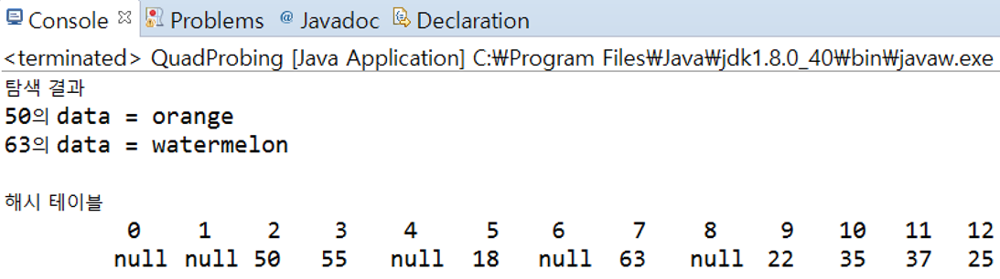 Console Problems @ Javadoc Declaration
<terminated> QuadProbing [Java Application] C:₩Program Files₩Java₩jdk1.8.0_40₩bin₩javaw.exe
탐색 결과
50의 data = orange
63의 data = watermelon
해시 테이블
0 1 2 3 4 5 6 7 8 9 10 11 12
null null 50 55 null 18 null 63 null 22 35 37 25